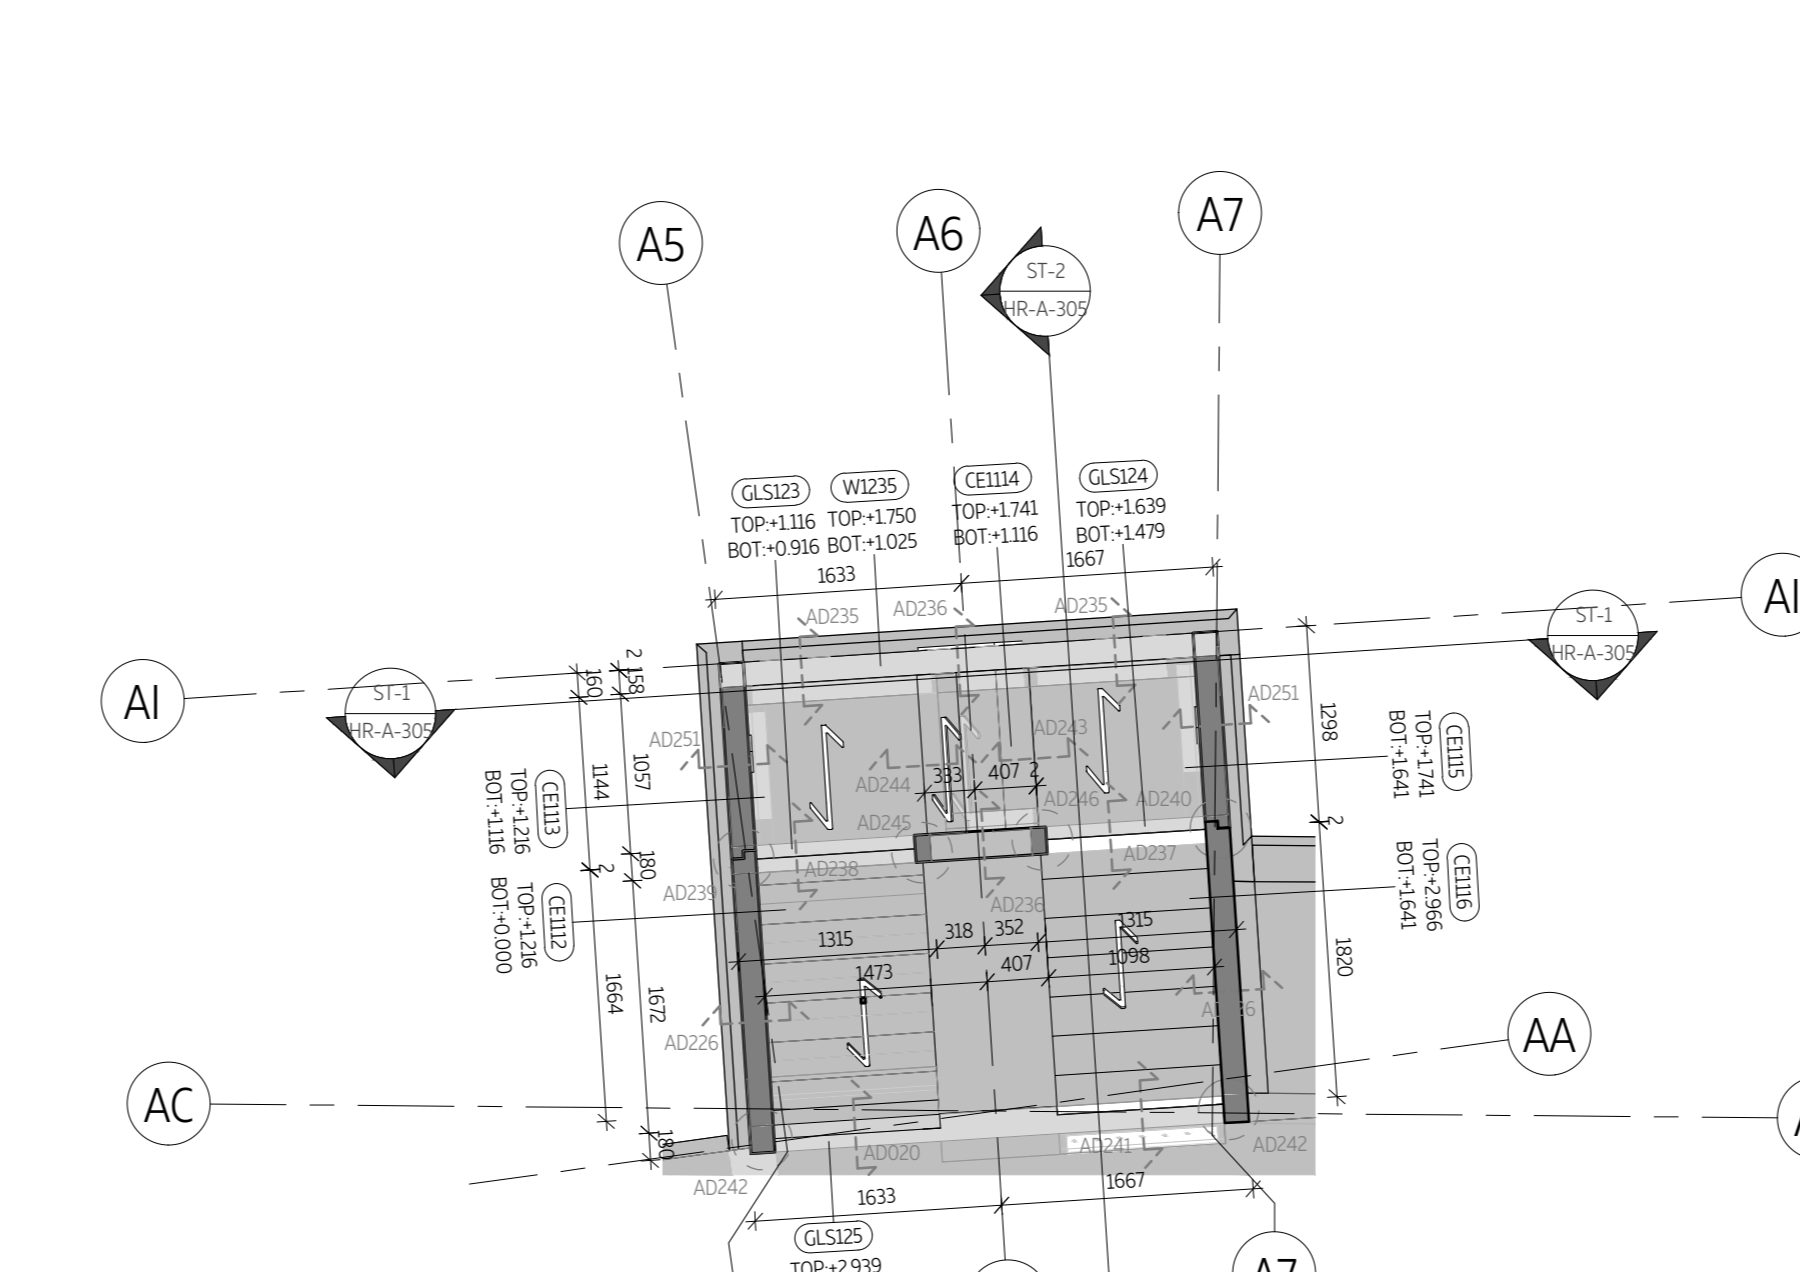 A7
A6
A5
ST-2
HR-A-305
GLS123
TOP:+1.116
BOT:+0.916
W1235
TOP:+1.750
BOT:+1.025
CE1114
TOP:+1.741
BOT:+1.116
GLS124
TOP:+1.639
BOT:+1.479
1633
1667
AI
AI
ST-1
HR-A-305
ST-1
HR-A-305
AD235
AD236
AD235
2
158
160
AD251
AD251
1298
CE1115
TOP:+1.741
BOT:+1.641
AD243
1057
1144
AD244
333
407
2
AD246
AD240
CE1113
TOP:+1.216
BOT:+1.116
AD245
2
180
2
AD238
AD237
AD239
AD236
CE1112
TOP:+1.216
BOT:+0.000
CE1116
TOP:+2.966
BOT:+1.641
1315
318
352
1315
1473
407
1098
1820
1664
1672
AD226
AA
AC
180
AD020
AD241
AD242
AD242
1633
1667
GLS125
TOP:+2.939
A7